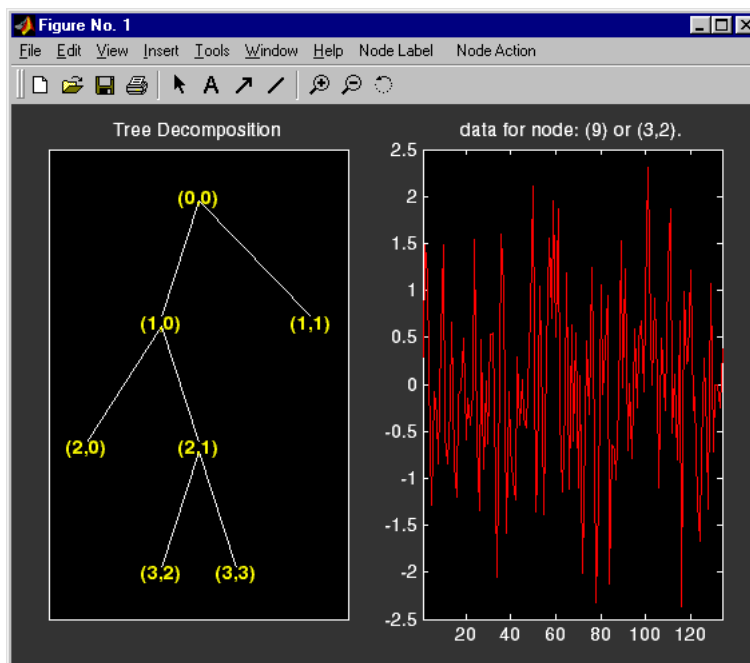 Figure No. 1
File Edit View Insert Tools Window Help Node Label Node Action
A
Tree Decomposition
(0,0)
(1,0) (1,1)
(2,0) (2,1)
(3,2) (3,3)
data for node: (9) or (3,2).
2.5
2
1.5
1
0.5
0
-0.5
-1
-1.5
-2
-2.5
20 40 60 80 100 120